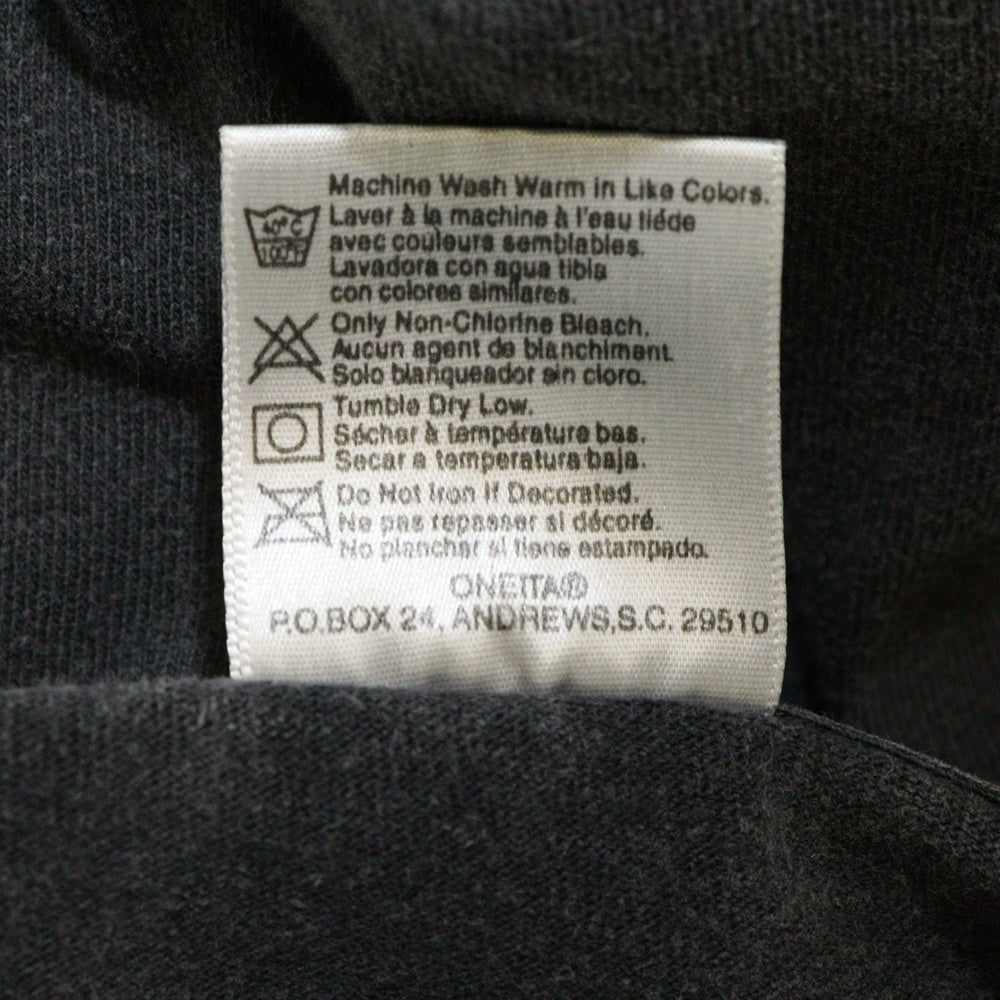 Machine Wash Warm in Like Colors.
40°C
100°F
Laver à la machine à l'eau tiéde
avec couleurs semblables.
Lavadora con agua tibia
con colores similares.
Only Non-Chlorine Bleach.
Aucun agent de blanchiment.
Solo blanqueador sin cloro.
Tumble Dry Low.
Sécher à température bas.
Secar a temperatura baja.
Do Not Iron If Decorated.
Ne pas repasser si décoré.
No planchar si tiene estampado.
ONEITA®
P.O.BOX 24, ANDREWS,S.C. 29510